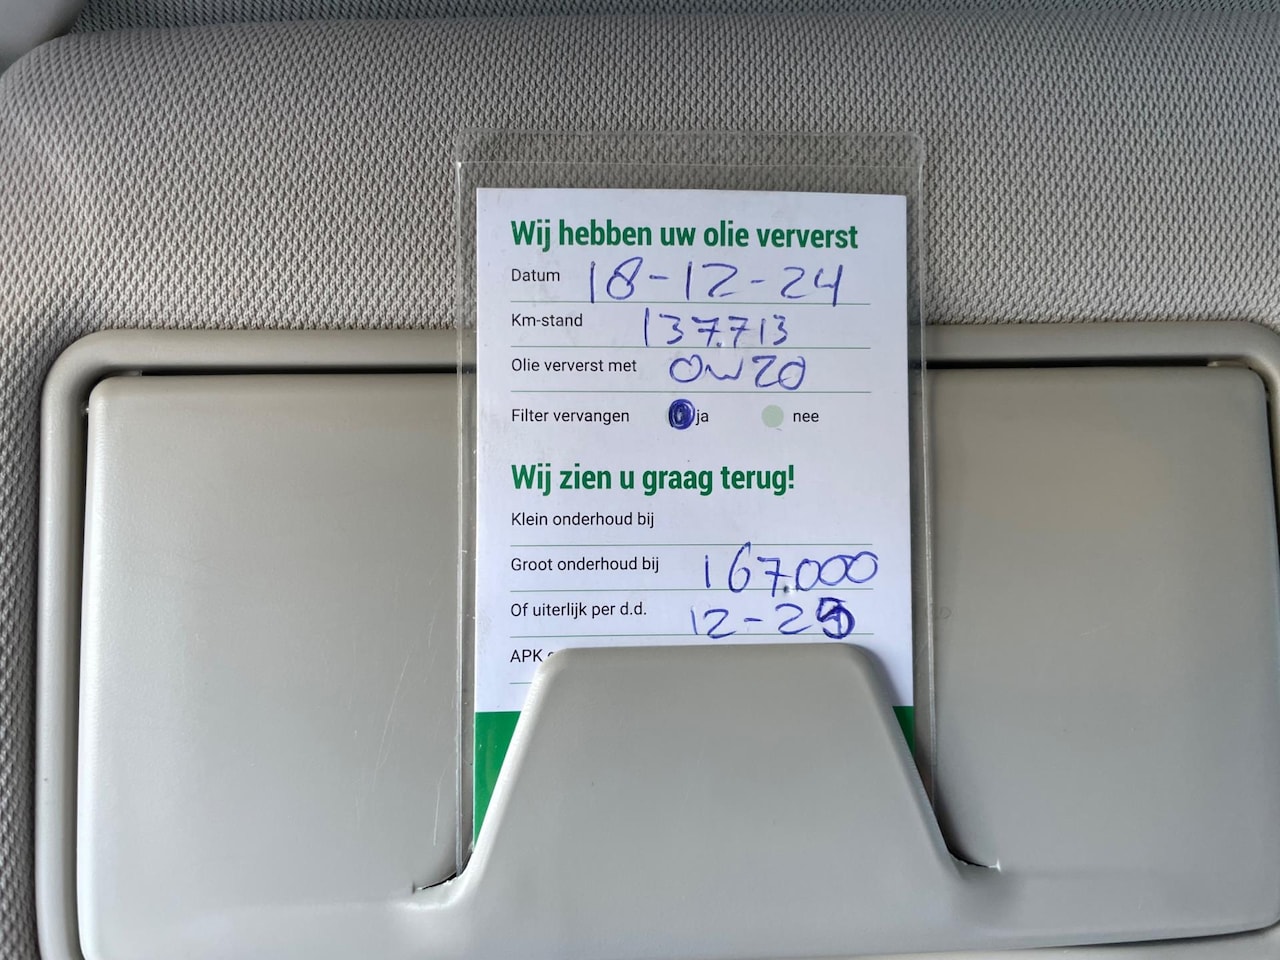 Wij hebben uw olie ververst
Datum 18-12-24
Km-stand 137.713
Olie ververst met 0w20
Filter vervangen ja nee
Wij zien u graag terug!
Klein onderhoud bij
Groot onderhoud bij 167.000
Of uiterlijk per d.d. 12-25
APK